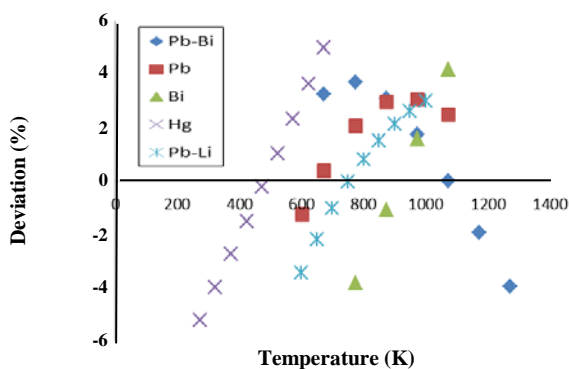 6
4
2
0
-2
-4
-6
Deviation (%)
Pb-Bi
Pb
Bi
Hg
Pb-Li
0 200 400 600 800 1000 1200 1400
Temperature (K)